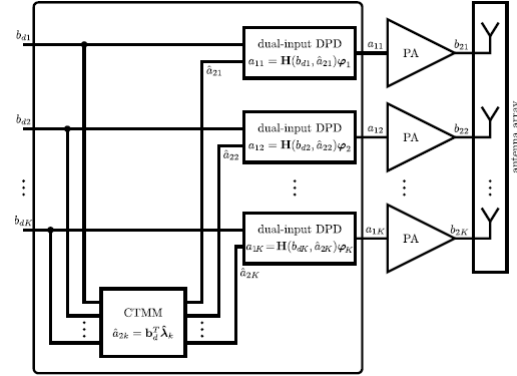 b_{d1}
dual-input DPD
a_{11} = H(b_{d1}, â_{21})φ_1
â_{21}
a_{11}
PA
b_{21}
b_{d2}
dual-input DPD
a_{12} = H(b_{d2}, â_{22})φ_2
â_{22}
a_{12}
PA
b_{22}
antenna array
b_{dK}
dual-input DPD
a_{1K} = H(b_{dK}, â_{2K})φ_K
â_{2K}
a_{1K}
PA
b_{2K}
CTMM
â_{2k} = b_d^T λ̂_k